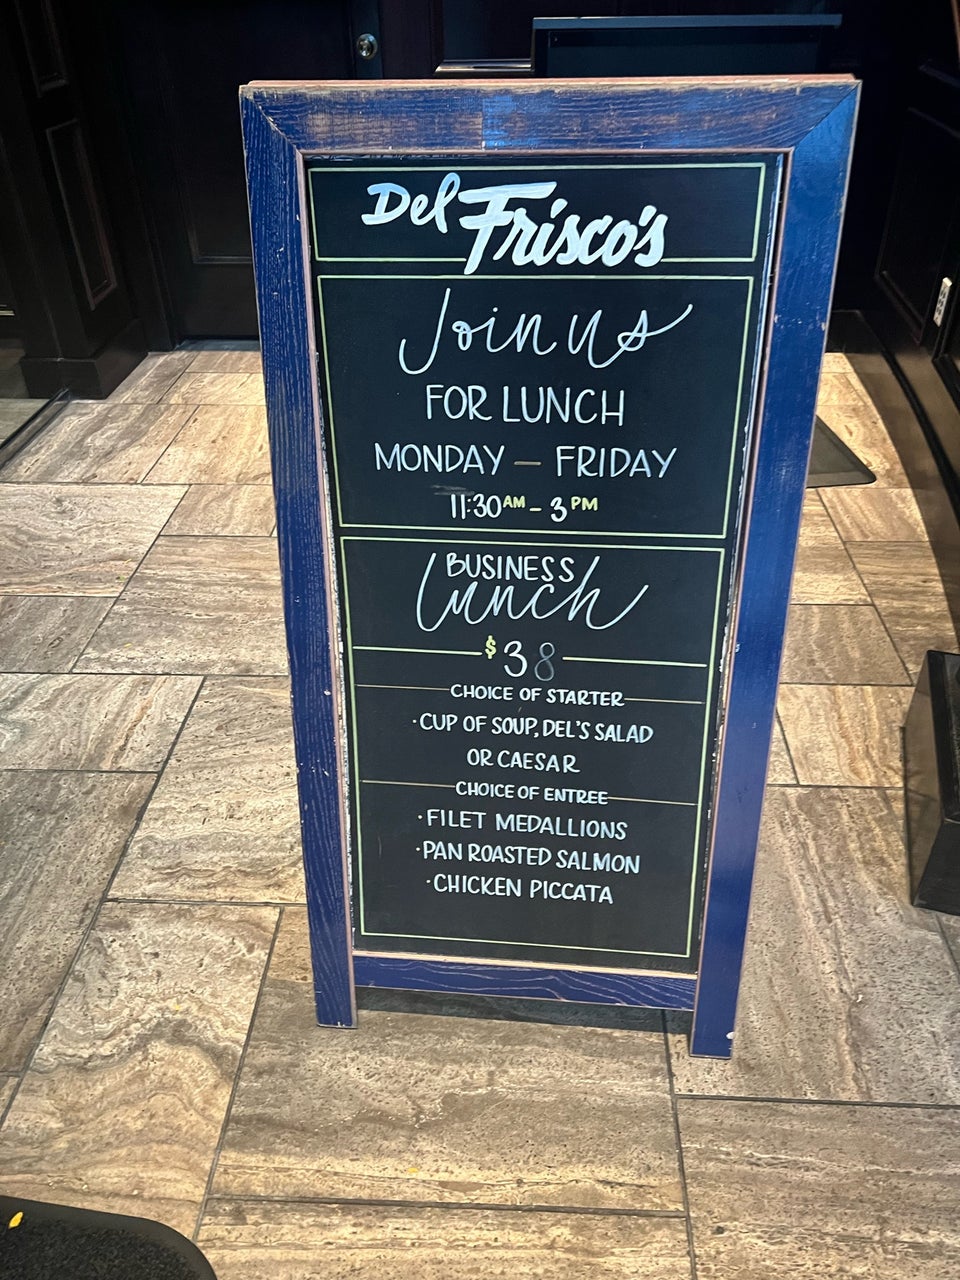 Del Frisco's
Join us
FOR LUNCH
MONDAY — FRIDAY
11:30AM - 3PM
BUSINESS
Lunch
$38
CHOICE OF STARTER
·CUP OF SOUP, DEL'S SALAD
OR CAESAR
CHOICE OF ENTREE
·FILET MEDALLIONS
·PAN ROASTED SALMON
·CHICKEN PICCATA